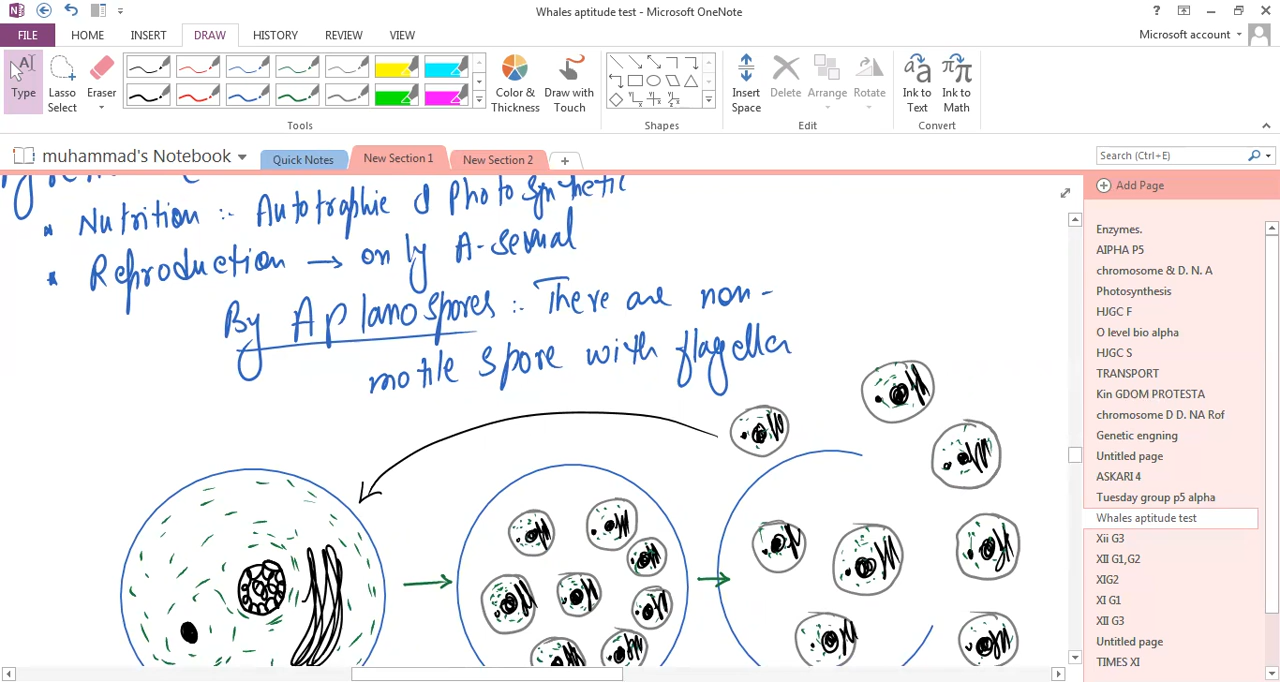 Whales aptitude test - Microsoft OneNote
FILE HOME INSERT DRAW HISTORY REVIEW VIEW
Microsoft account
Type
Lasso Select
Eraser
Color & Thickness
Draw with Touch
Insert Space
Delete
Arrange
Rotate
Ink to Text
Ink to Math
Tools
Shapes
Edit
Convert
muhammad's Notebook
Quick Notes
New Section 1
New Section 2
Search (Ctrl+E)
Nutrition :- Autotrophic & Photosynthetic
Reproduction → only A-sexual
By Aplanospores :- There are non-
motile spore with flagella
Add Page
Enzymes.
AlPHA P5
chromosome & D. N. A
Photosynthesis
HJGC F
O level bio alpha
HJGC S
TRANSPORT
Kin GDOM PROTESTA
chromosome D D. NA Rof
Genetic engning
Untitled page
ASKARI 4
Tuesday group p5 alpha
Whales aptitude test
Xii G3
XII G1,G2
XIG2
XI G1
XII G3
Untitled page
TIMES XI